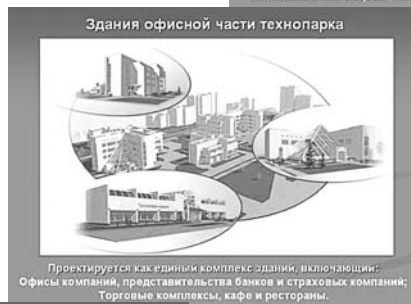 Здания офисной части технопарка
Проектируется как единый комплекс зданий, включающий:
Офисы компаний, представительства банков и страховых компаний;
Торговые комплексы, кафе и рестораны.